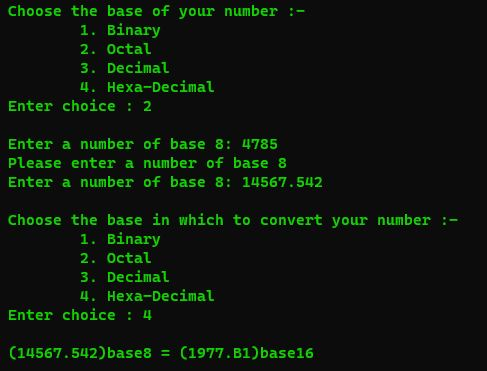 Choose the base of your number :-
1. Binary
2. Octal
3. Decimal
4. Hexa-Decimal
Enter choice : 2
Enter a number of base 8: 4785
Please enter a number of base 8
Enter a number of base 8: 14567.542
Choose the base in which to convert your number :-
1. Binary
2. Octal
3. Decimal
4. Hexa-Decimal
Enter choice : 4
(14567.542)base8 = (1977.B1)base16